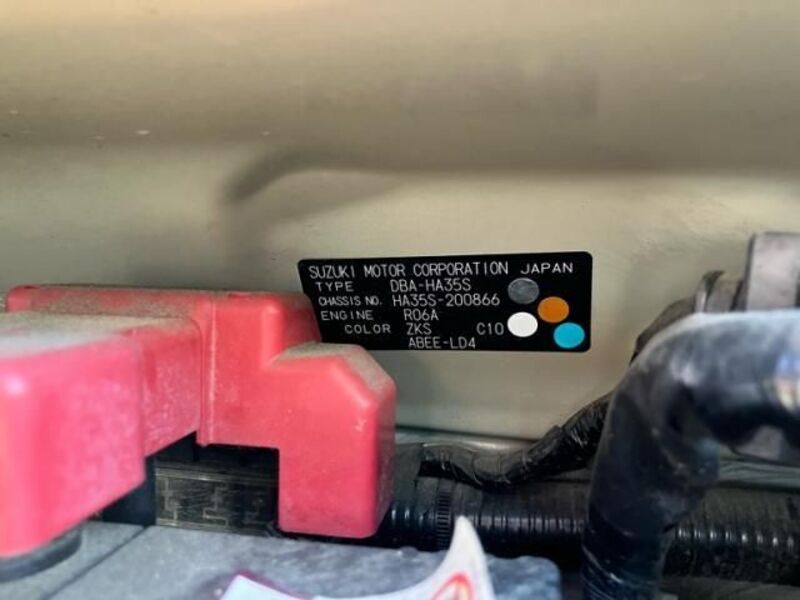 SUZUKI MOTOR CORPORATION JAPAN
TYPE DBA-HA35S
CHASSIS NO. HA35S-200866
ENGINE R06A
COLOR ZKS C10
ABEE-LD4